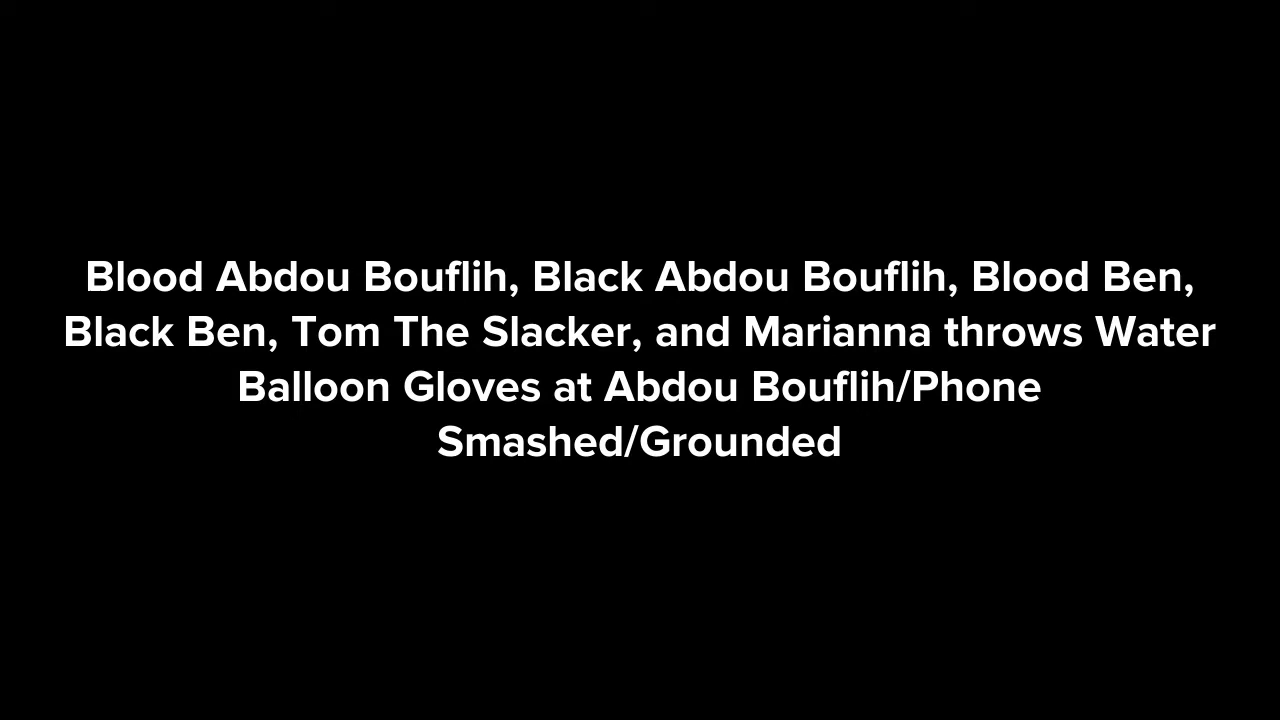 Blood Abdou Bouflih, Black Abdou Bouflih, Blood Ben,
Black Ben, Tom The Slacker, and Marianna throws Water
Balloon Gloves at Abdou Bouflih/Phone
Smashed/Grounded